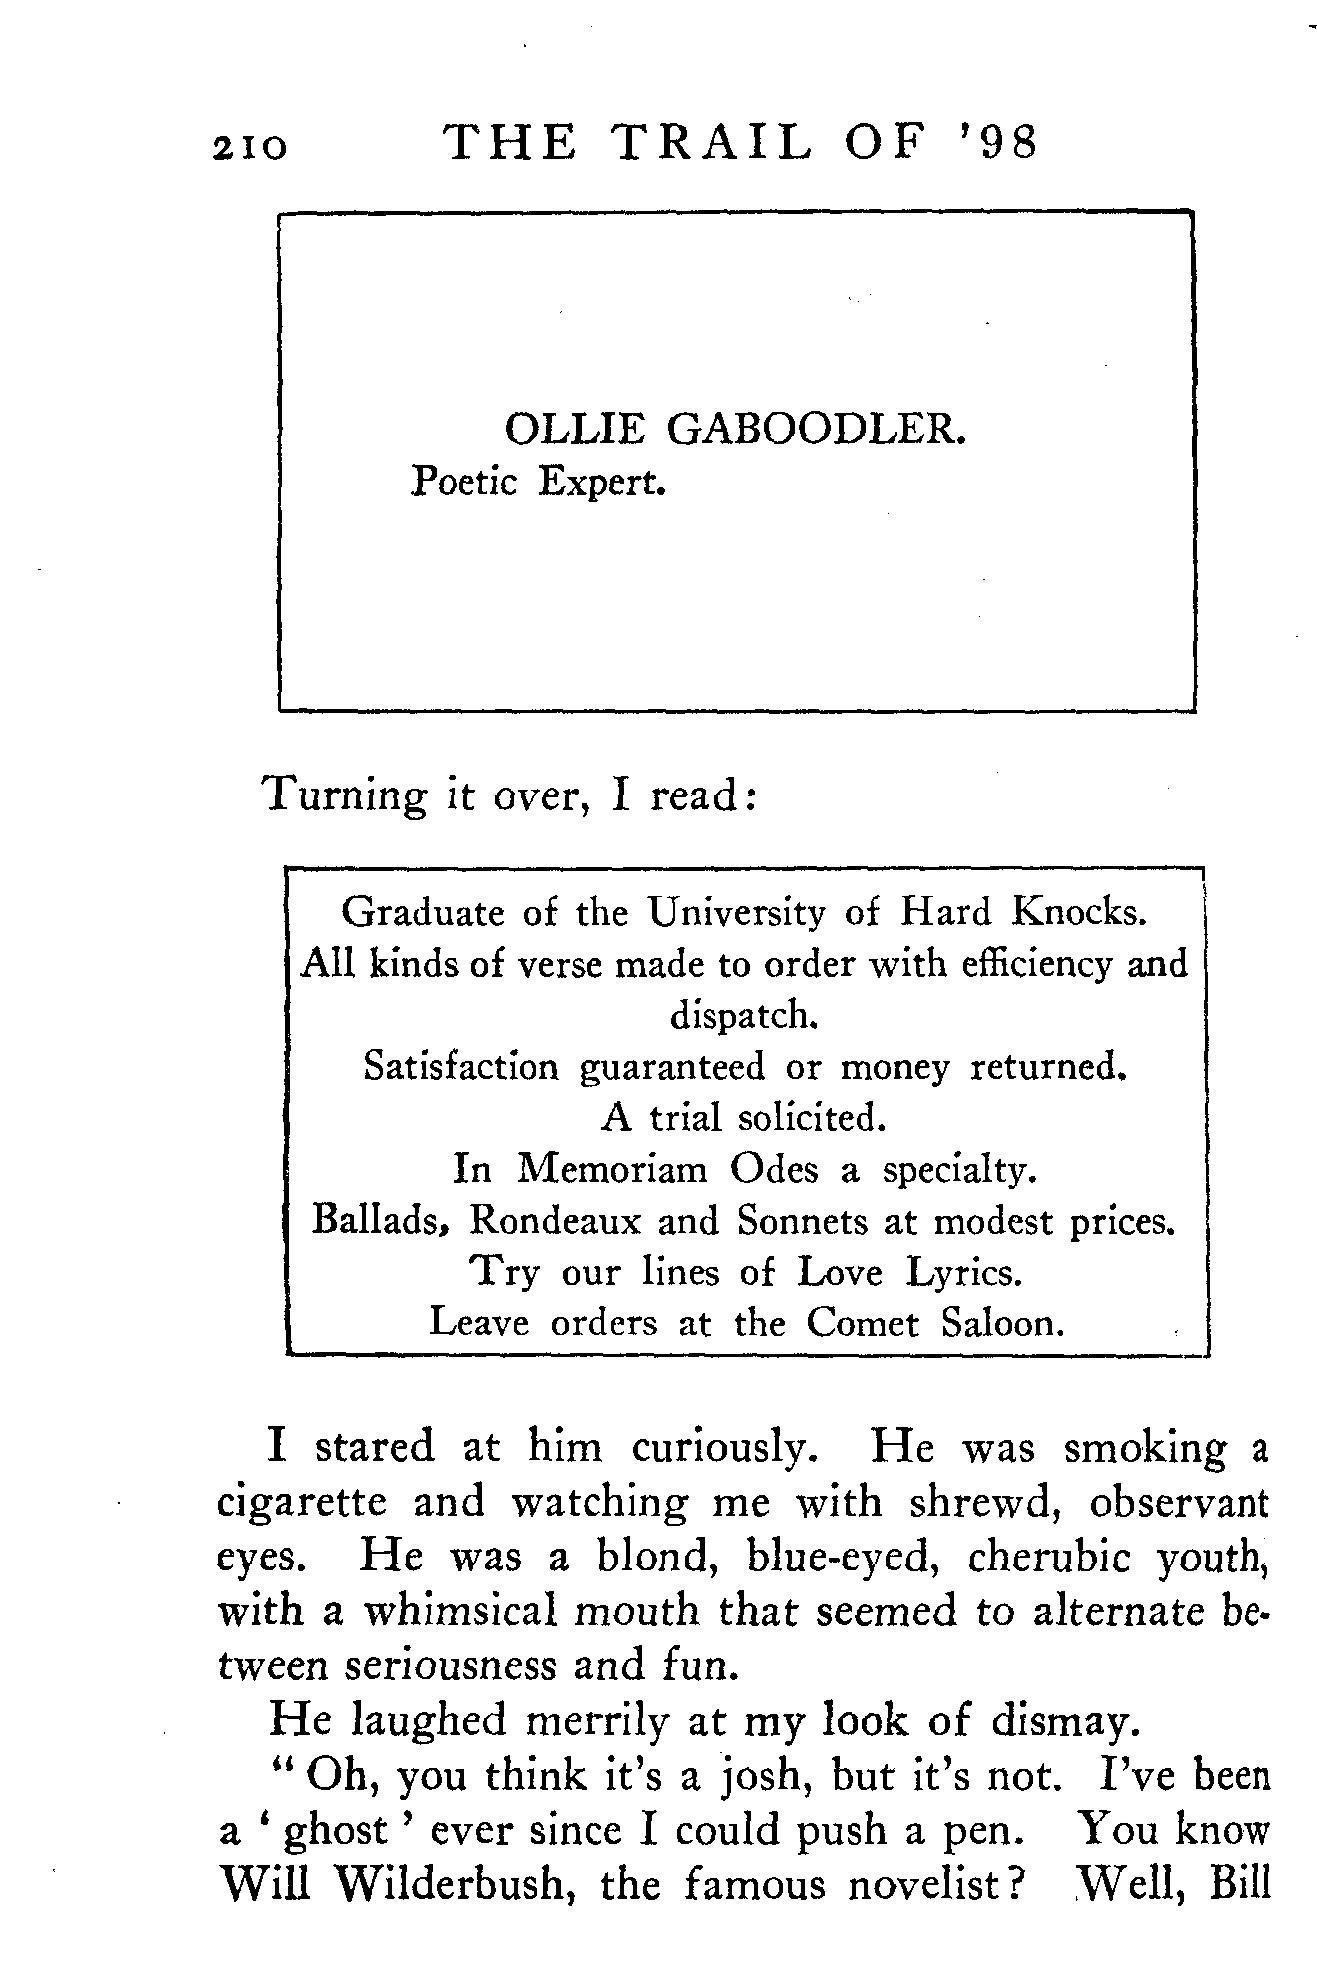 210 THE TRAIL OF '98
OLLIE GABOODLER.
Poetic Expert.
Turning it over, I read:
Graduate of the University of Hard Knocks.
All kinds of verse made to order with efficiency and
dispatch.
Satisfaction guaranteed or money returned.
A trial solicited.
In Memoriam Odes a specialty.
Ballads, Rondeaux and Sonnets at modest prices.
Try our lines of Love Lyrics.
Leave orders at the Comet Saloon.
I stared at him curiously. He was smoking a
cigarette and watching me with shrewd, observant
eyes. He was a blond, blue-eyed, cherubic youth,
with a whimsical mouth that seemed to alternate be-
tween seriousness and fun.
He laughed merrily at my look of dismay.
“ Oh, you think it's a josh, but it's not. I've been
a ‘ ghost ’ ever since I could push a pen. You know
Will Wilderbush, the famous novelist? Well, Bill